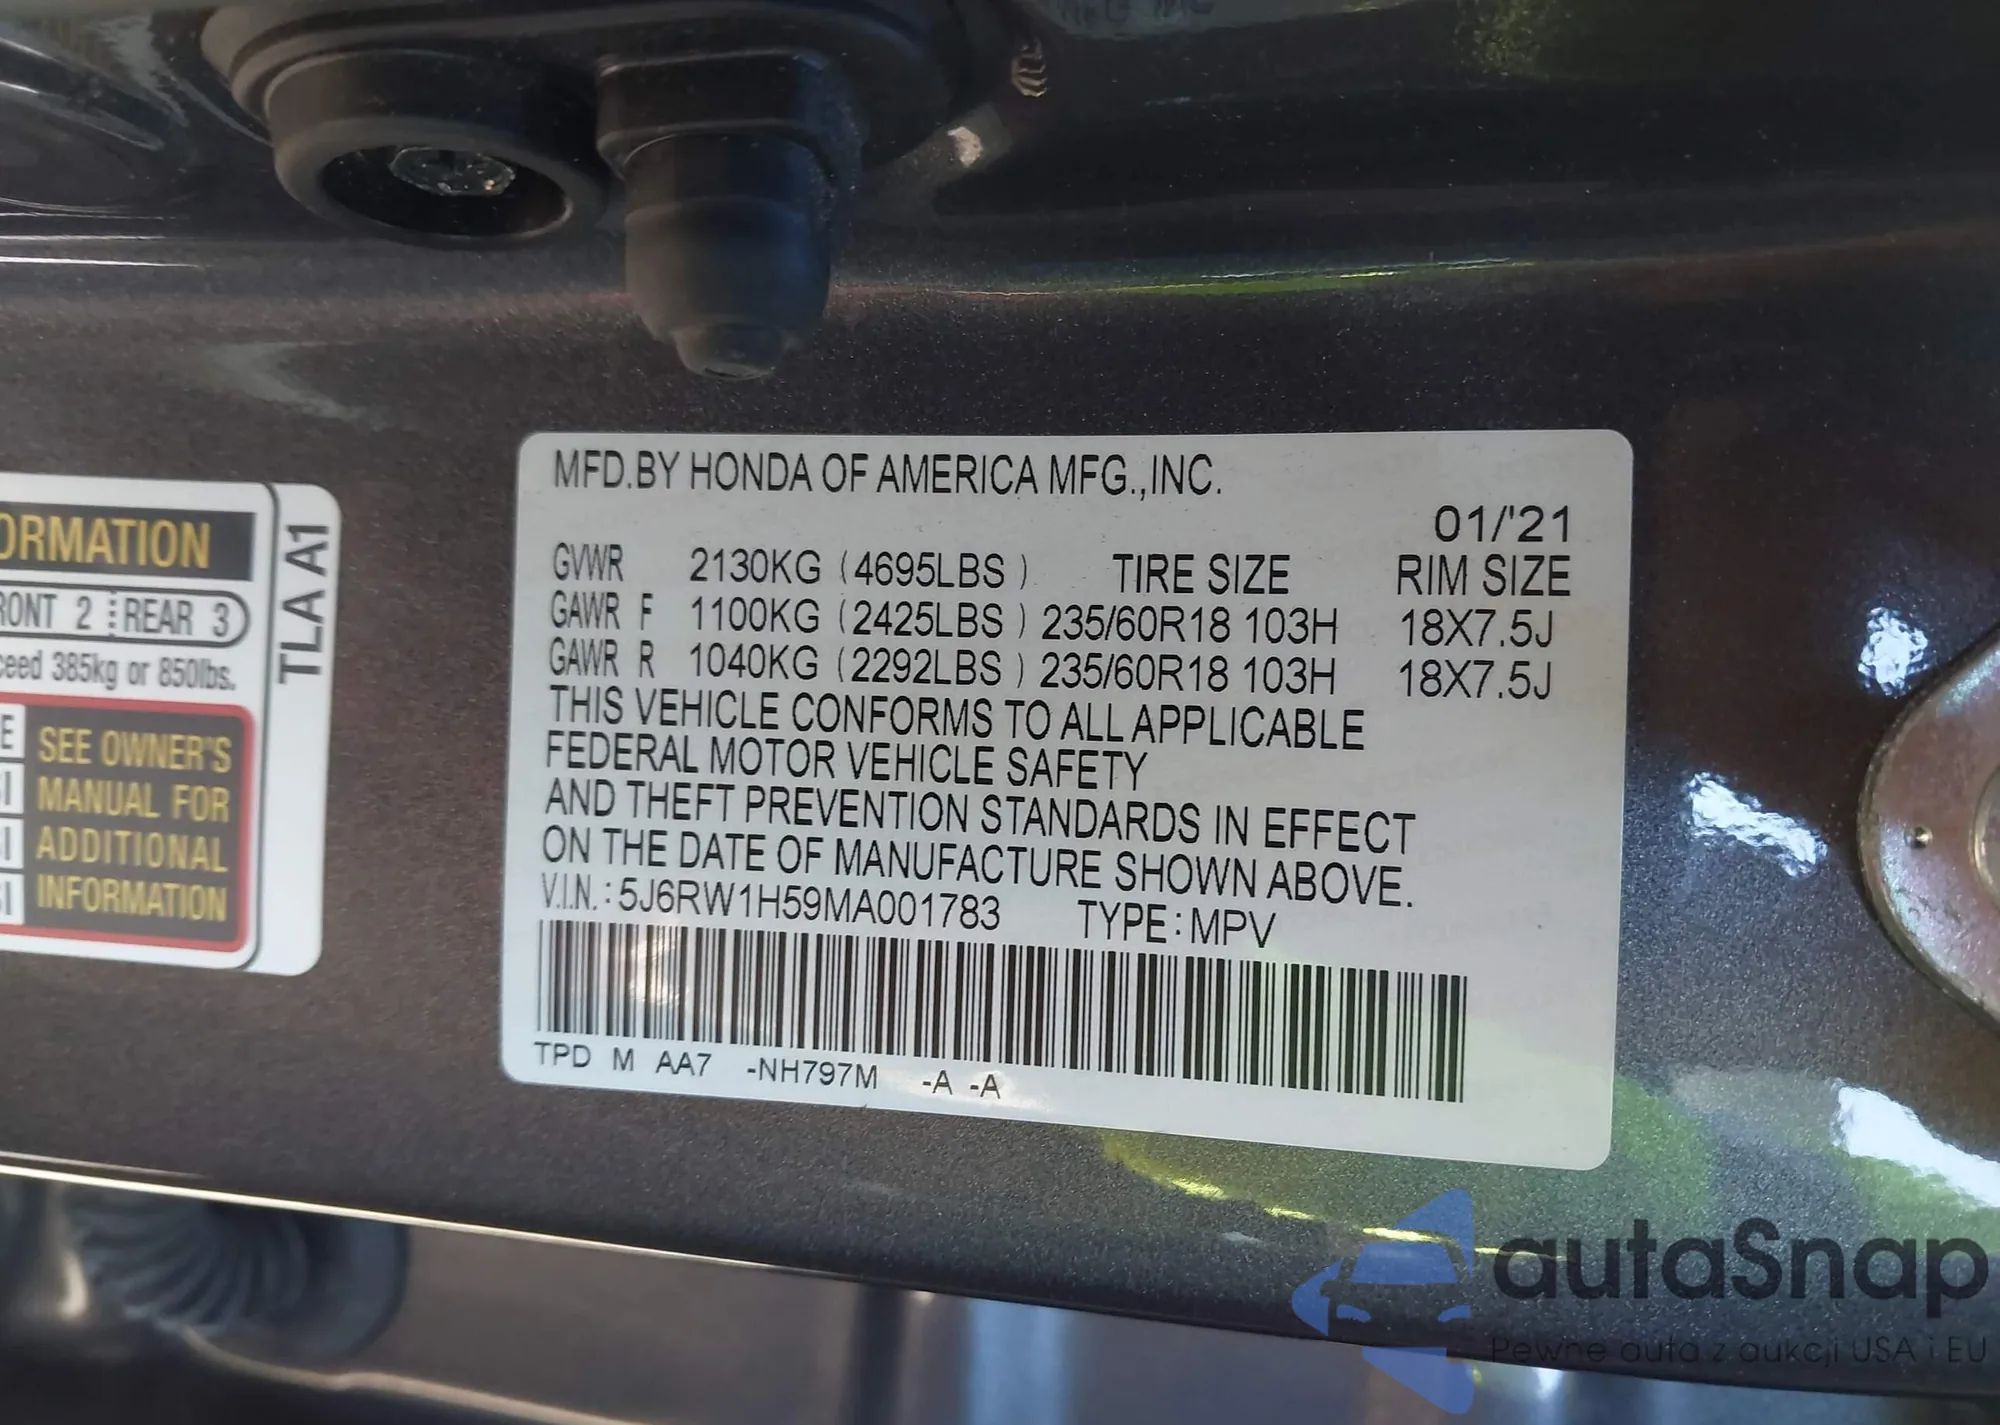 MFD.BY HONDA OF AMERICA MFG.,INC.
01/'21
GVWR 2130KG (4695LBS ) TIRE SIZE RIM SIZE
GAWR F 1100KG (2425LBS ) 235/60R18 103H 18X7.5J
GAWR R 1040KG (2292LBS ) 235/60R18 103H 18X7.5J
THIS VEHICLE CONFORMS TO ALL APPLICABLE
FEDERAL MOTOR VEHICLE SAFETY
AND THEFT PREVENTION STANDARDS IN EFFECT
ON THE DATE OF MANUFACTURE SHOWN ABOVE.
V.I.N.: 5J6RW1H59MA001783 TYPE: MPV
TPD M AA7 -NH797M -A -A
ORMATION
RONT 2 REAR 3
ceed 385kg or 850lbs.
SEE OWNER'S
MANUAL FOR
ADDITIONAL
INFORMATION
TLA A1
autaSnap
Pewne auta z aukcji USA i EU